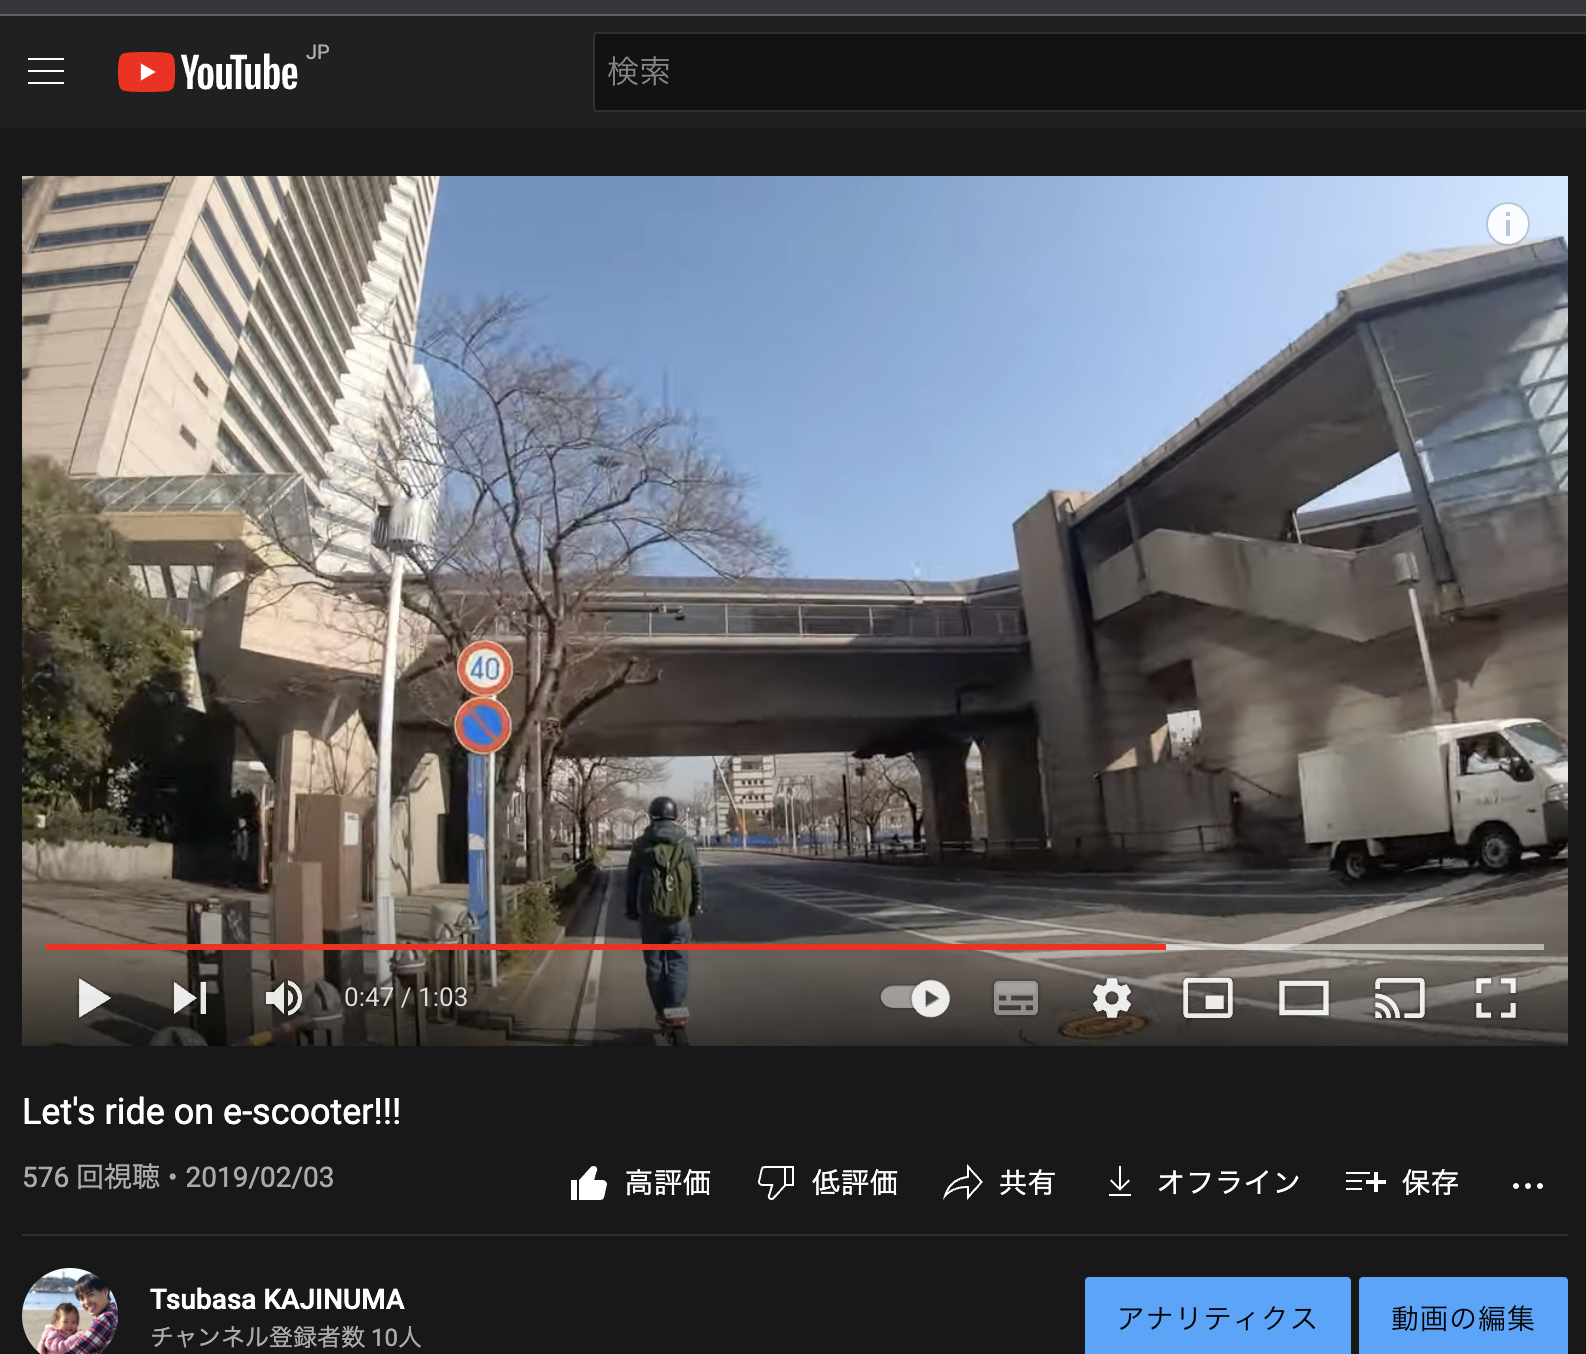 YouTube JP
検索
40
0:47 / 1:03
Let's ride on e-scooter!!!
576 回視聴 • 2019/02/03
高評価 低評価 共有 オフライン 保存
Tsubasa KAJINUMA
チャンネル登録者数 10人
アナリティクス 動画の編集